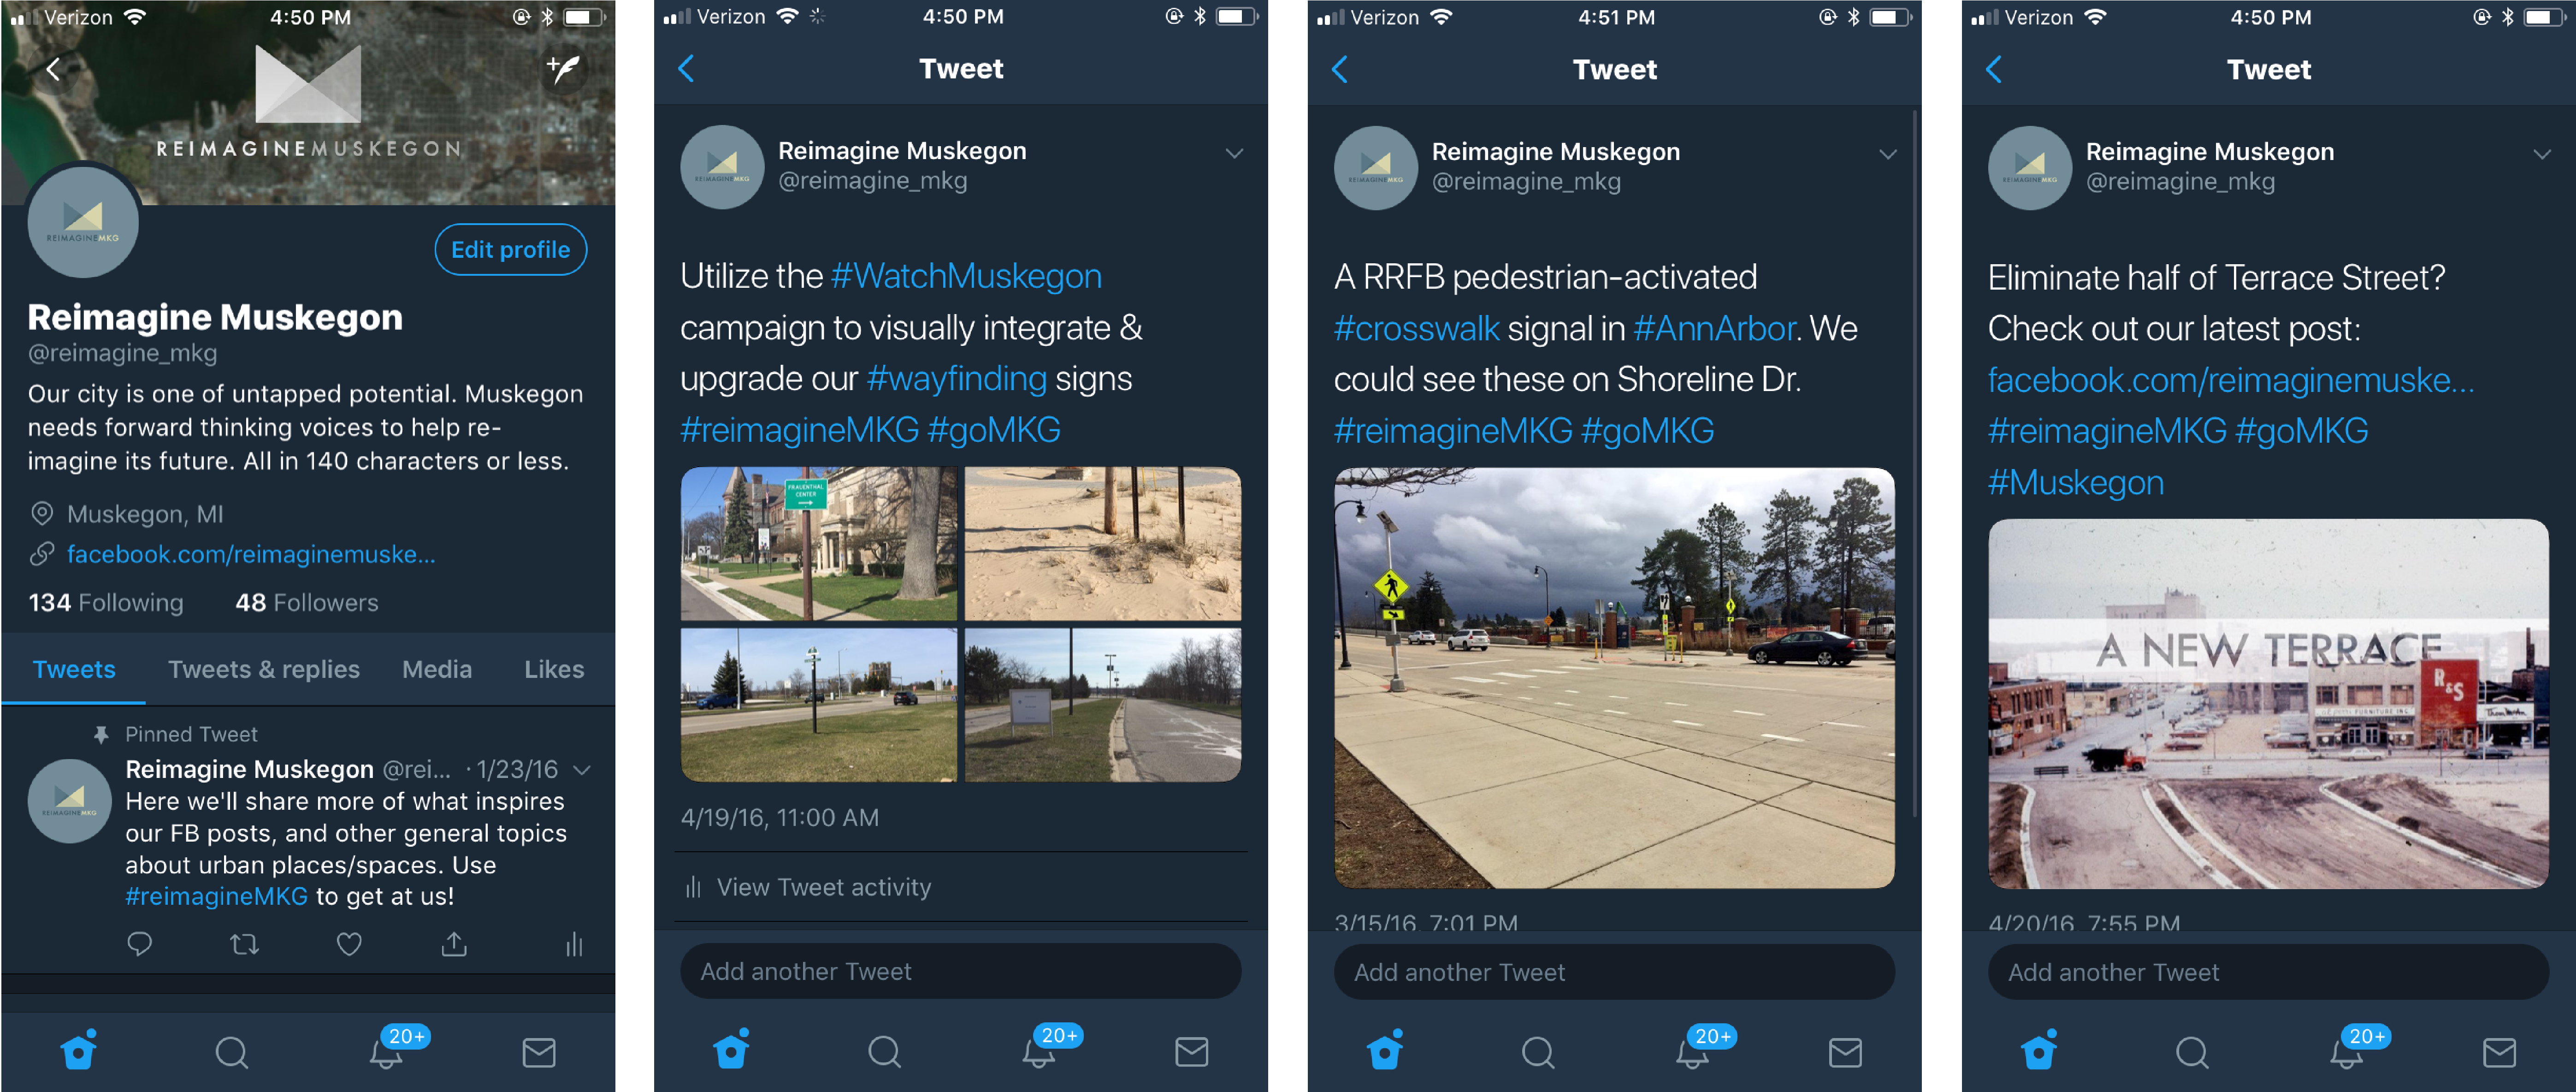 Verizon 4:50 PM
REIMAGINEMUSKEGON
REIMAGINEMKG
Edit profile
Reimagine Muskegon
@reimagine_mkg
Our city is one of untapped potential. Muskegon
needs forward thinking voices to help re-
imagine its future. All in 140 characters or less.
Muskegon, MI
facebook.com/reimaginemuske...
134 Following 48 Followers
Tweets Tweets & replies Media Likes
Pinned Tweet
Reimagine Muskegon @rei... · 1/23/16
REIMAGINEMKG
Here we'll share more of what inspires
our FB posts, and other general topics
about urban places/spaces. Use
#reimagineMKG to get at us!
20+
Verizon 4:50 PM
Tweet
REIMAGINEMKG
Reimagine Muskegon
@reimagine_mkg
Utilize the #WatchMuskegon
campaign to visually integrate &
upgrade our #wayfinding signs
#reimagineMKG #goMKG
FRAUENTHAL
CENTER
4/19/16, 11:00 AM
View Tweet activity
Add another Tweet
20+
Verizon 4:51 PM
Tweet
REIMAGINEMKG
Reimagine Muskegon
@reimagine_mkg
A RRFB pedestrian-activated
#crosswalk signal in #AnnArbor. We
could see these on Shoreline Dr.
#reimagineMKG #goMKG
3/15/16, 7:01 PM
Add another Tweet
20+
Verizon 4:50 PM
Tweet
REIMAGINEMKG
Reimagine Muskegon
@reimagine_mkg
Eliminate half of Terrace Street?
Check out our latest post:
facebook.com/reimaginemuske...
#reimagineMKG #goMKG
#Muskegon
A NEW TERRACE
R&S
FURNITURE INC.
4/20/16, 7:55 PM
Add another Tweet
20+